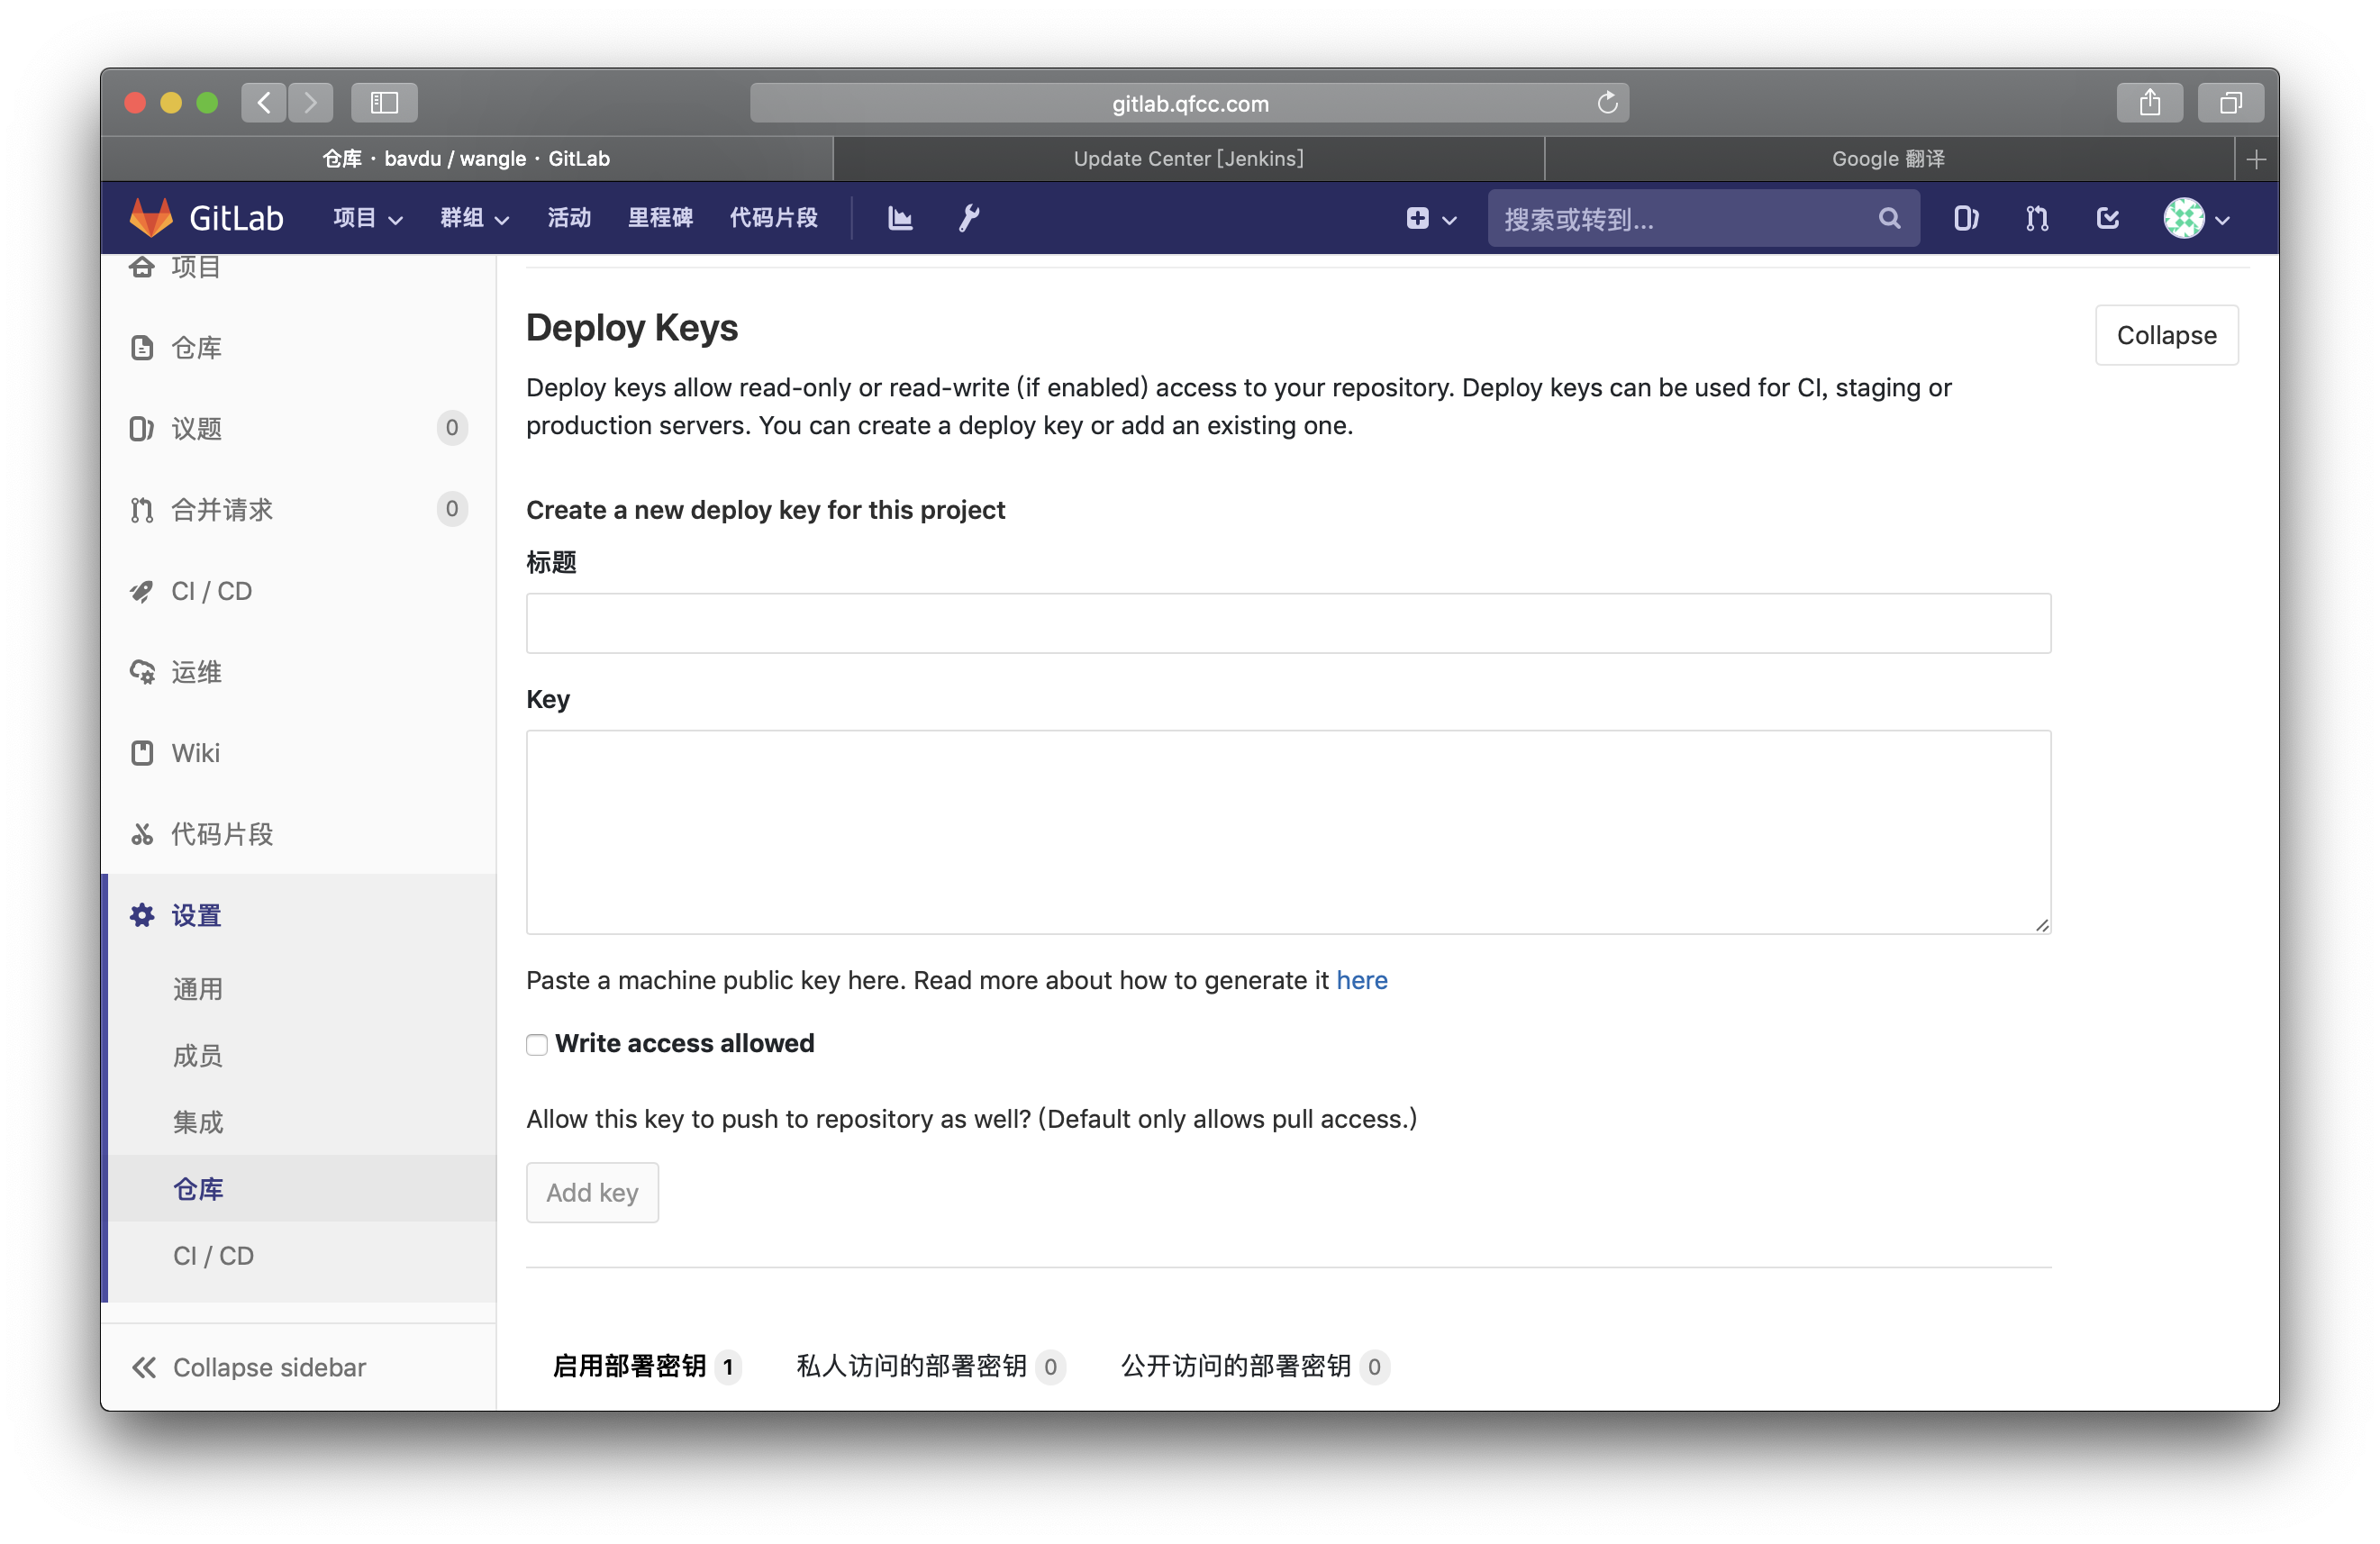 gitlab.qfcc.com
仓库 · bavdu / wangle · GitLab
Update Center [Jenkins]
Google 翻译
GitLab
项目
群组
活动
里程碑
代码片段
搜索或转到...
项目
仓库
议题 0
合并请求 0
CI / CD
运维
Wiki
代码片段
设置
通用
成员
集成
仓库
CI / CD
Collapse sidebar
Deploy Keys
Collapse
Deploy keys allow read-only or read-write (if enabled) access to your repository. Deploy keys can be used for CI, staging or
production servers. You can create a deploy key or add an existing one.
Create a new deploy key for this project
标题
Key
Paste a machine public key here. Read more about how to generate it here
Write access allowed
Allow this key to push to repository as well? (Default only allows pull access.)
Add key
启用部署密钥 1
私人访问的部署密钥 0
公开访问的部署密钥 0